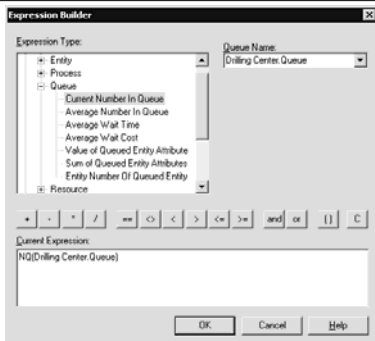 Expression Builder
Expression Type:
Queue Name:
Drilling Center.Queue
Entity
Process
Queue
Current Number In Queue
Average Number In Queue
Average Wait Time
Average Wait Cost
Value of Queued Entity Attribute
Sum of Queued Entity Attributes
Entity Number Of Queued Entity
Resource
+ - * / == <> < > <= >= and or () C
Current Expression:
NQ(Drilling Center.Queue)
OK Cancel Help